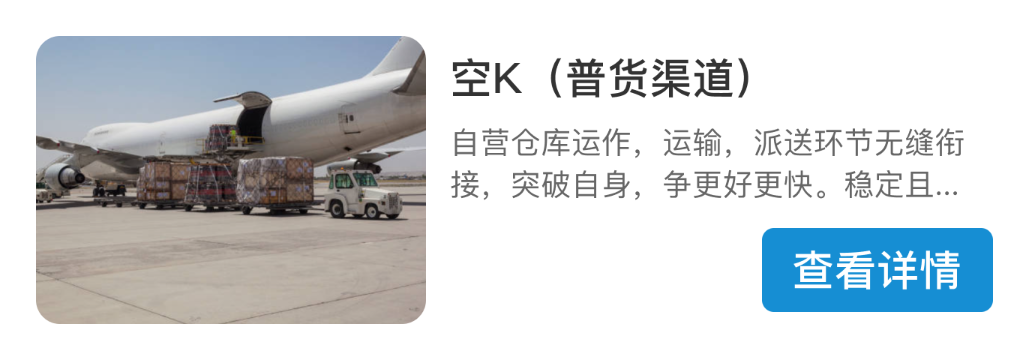 空K（普货渠道）
自营仓库运作，运输，派送环节无缝衔
接，突破自身，争更好更快。稳定且...
查看详情